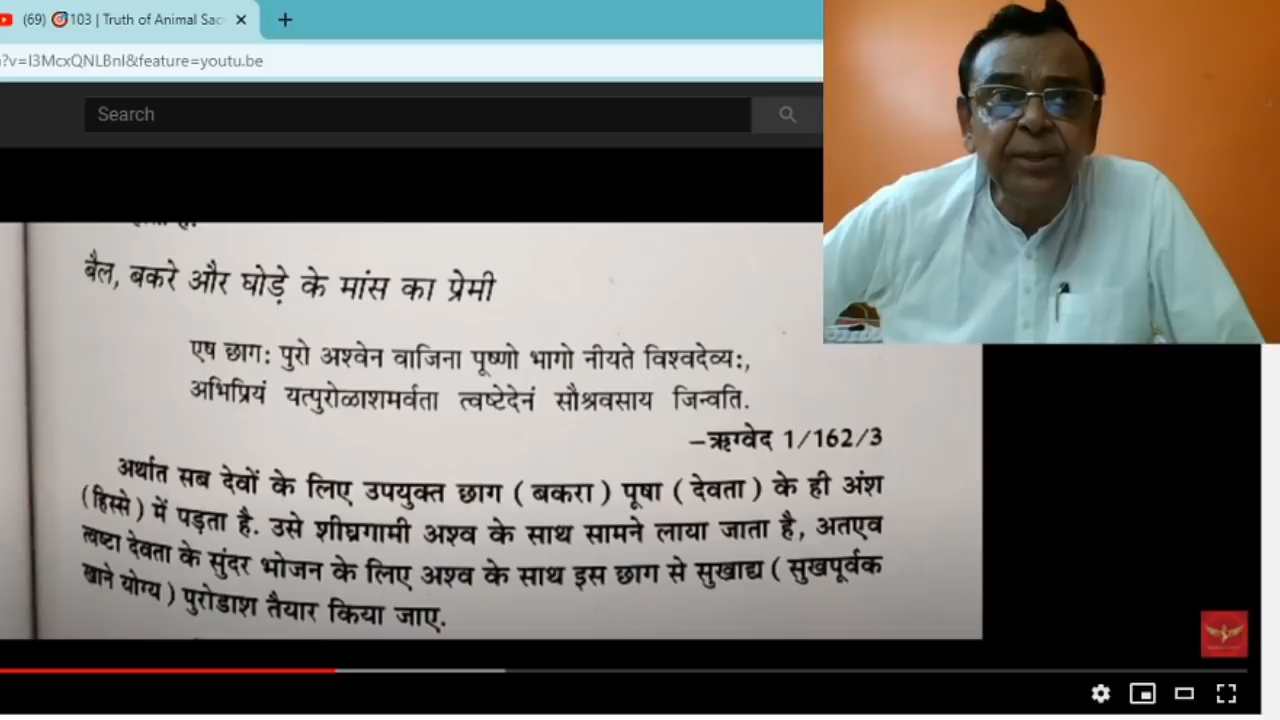 (69) 🎯103 | Truth of Animal Sac
?v=I3McxQNLBnI&feature=youtu.be
Search
बैल, बकरे और घोड़े के मांस का प्रेमी
एष छागः पुरो अश्वेन वाजिना पूष्णो भागो नीयते विश्वदेव्यः,
अभिप्रियं यत्पुरोळाशमर्वता त्वष्टेदेनं सौश्रवसाय जिन्वति.
–ऋग्वेद 1/162/3
अर्थात सब देवों के लिए उपयुक्त छाग (बकरा) पूषा (देवता) के ही अंश
(हिस्से) में पड़ता है. उसे शीघ्रगामी अश्व के साथ सामने लाया जाता है, अतएव
त्वष्टा देवता के सुंदर भोजन के लिए अश्व के साथ इस छाग से सुखाद्य (सुखपूर्वक
खाने योग्य) पुरोडाश तैयार किया जाए.